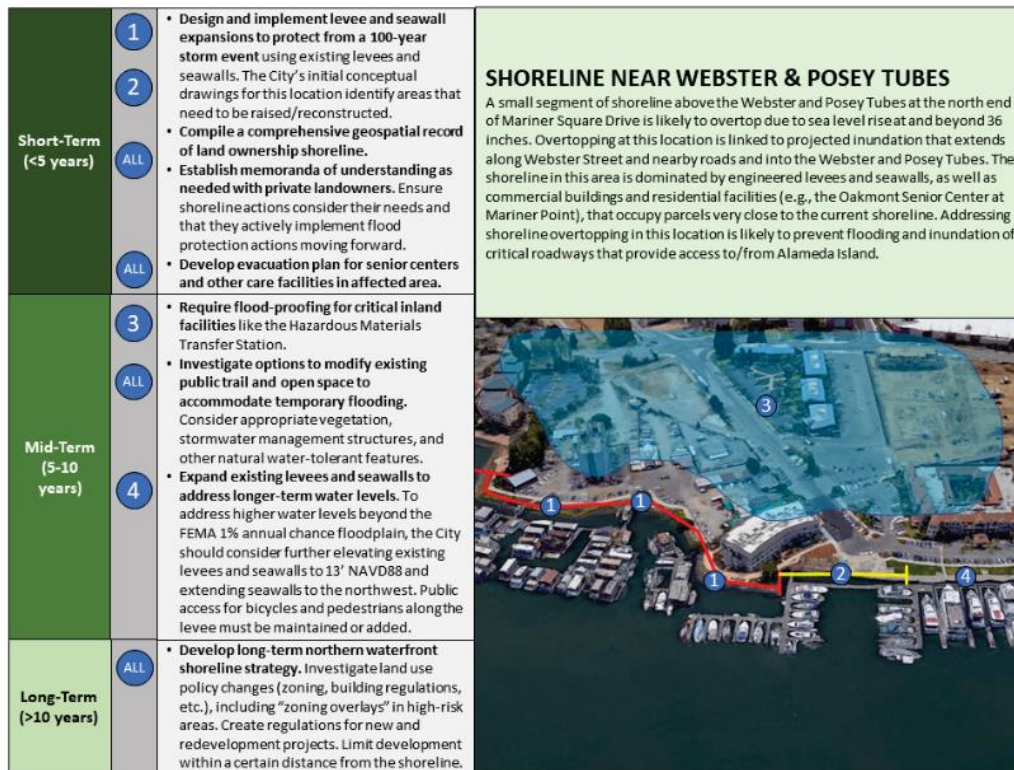 Short-Term
(<5 years)
1
2
ALL
ALL
• Design and implement levee and seawall
expansions to protect from a 100-year
storm event using existing levees and
seawalls. The City's initial conceptual
drawings for this location identify areas that
need to be raised/reconstructed.
• Compile a comprehensive geospatial record
of land ownership shoreline.
• Establish memoranda of understanding as
needed with private landowners. Ensure
shoreline actions consider their needs and
that they actively implement flood
protection actions moving forward.
• Develop evacuation plan for senior centers
and other care facilities in affected area.
Mid-Term
(5-10
years)
3
ALL
4
• Require flood-proofing for critical inland
facilities like the Hazardous Materials
Transfer Station.
• Investigate options to modify existing
public trail and open space to
accommodate temporary flooding.
Consider appropriate vegetation,
stormwater management structures, and
other natural water-tolerant features.
• Expand existing levees and seawalls to
address longer-term water levels. To
address higher water levels beyond the
FEMA 1% annual chance floodplain, the City
should consider further elevating existing
levees and seawalls to 13' NAVD88 and
extending seawalls to the northwest. Public
access for bicycles and pedestrians along the
levee must be maintained or added.
Long-Term
(>10 years)
ALL
• Develop long-term northern waterfront
shoreline strategy. Investigate land use
policy changes (zoning, building regulations,
etc.), including "zoning overlays" in high-risk
areas. Create regulations for new and
redevelopment projects. Limit development
within a certain distance from the shoreline.
SHORELINE NEAR WEBSTER & POSEY TUBES
A small segment of shoreline above the Webster and Posey Tubes at the north end
of Mariner Square Drive is likely to overtop due to sea level rise at and beyond 36
inches. Overtopping at this location is linked to projected inundation that extends
along Webster Street and nearby roads and into the Webster and Posey Tubes. The
shoreline in this area is dominated by engineered levees and seawalls, as well as
commercial buildings and residential facilities (e.g., the Oakmont Senior Center at
Mariner Point), that occupy parcels very close to the current shoreline. Addressing
shoreline overtopping in this location is likely to prevent flooding and inundation of
critical roadways that provide access to/from Alameda Island.
3
1
1
1
2
4